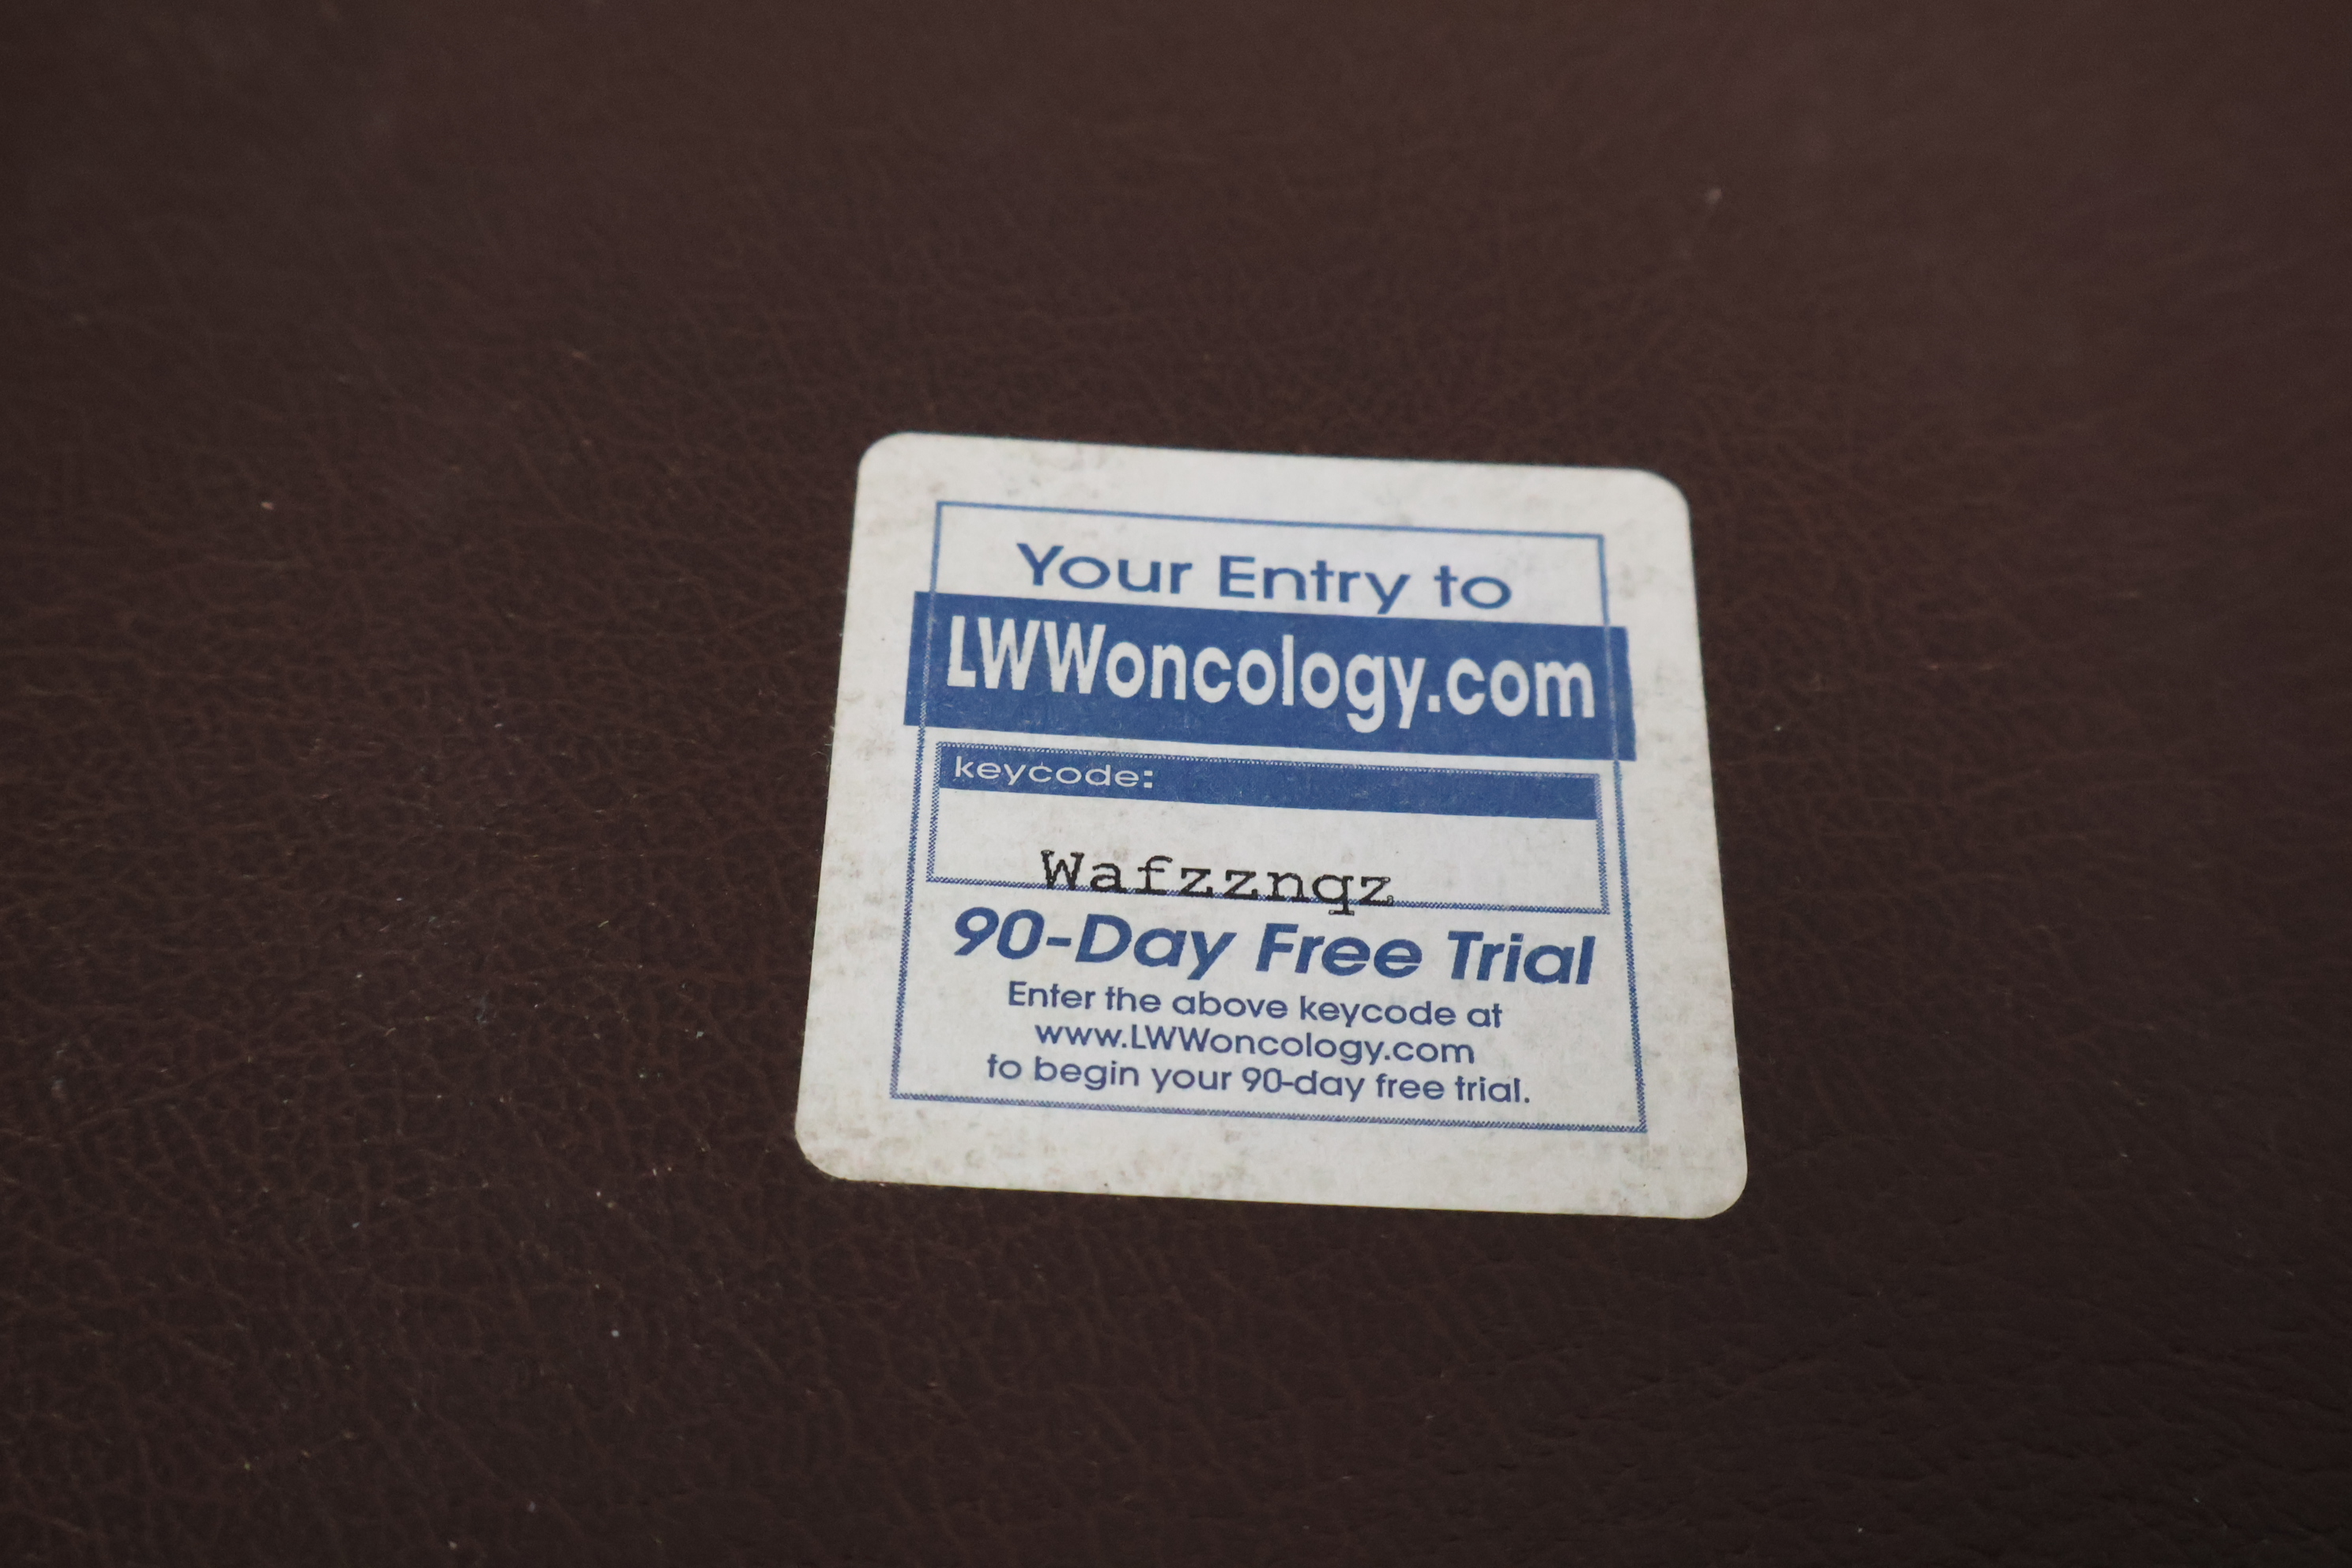 Your Entry to
LWWoncology.com
keycode:
Wafzznqz
90-Day Free Trial
Enter the above keycode at
www.LWWoncology.com
to begin your 90-day free trial.